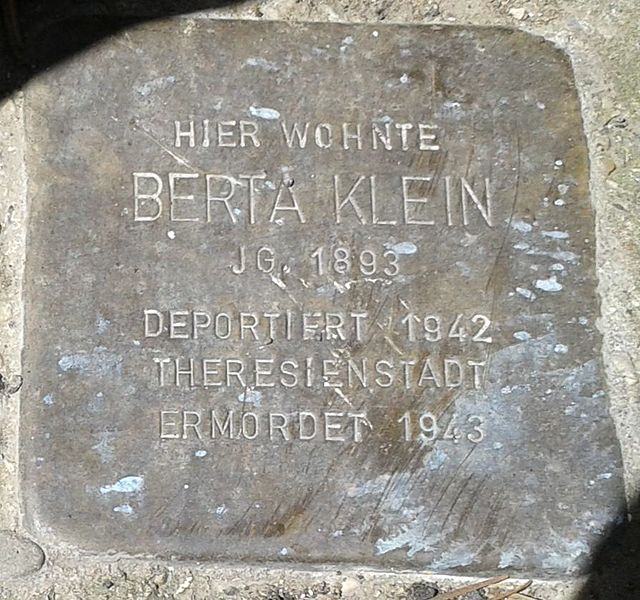 HIER WOHNTE
BERTA KLEIN
JG. 1893
DEPORTIERT 1942
THERESIENSTADT
ERMORDET 1943